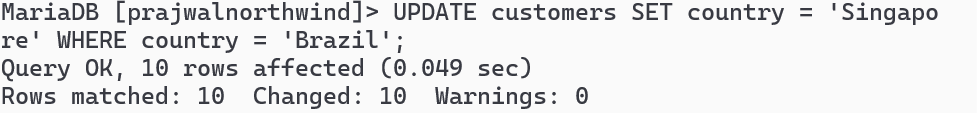 MariaDB [prajwalnorthwind]> UPDATE customers SET country = 'Singapo
re' WHERE country = 'Brazil';
Query OK, 10 rows affected (0.049 sec)
Rows matched: 10  Changed: 10  Warnings: 0